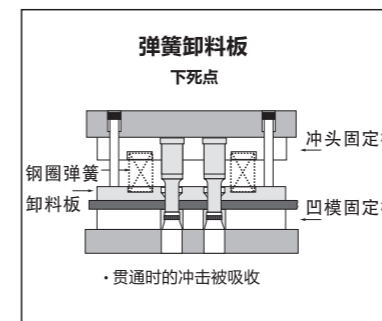 弹簧卸料板
下死点
冲头固定
钢圈弹簧
卸料板
凹模固定
・贯通时的冲击被吸收